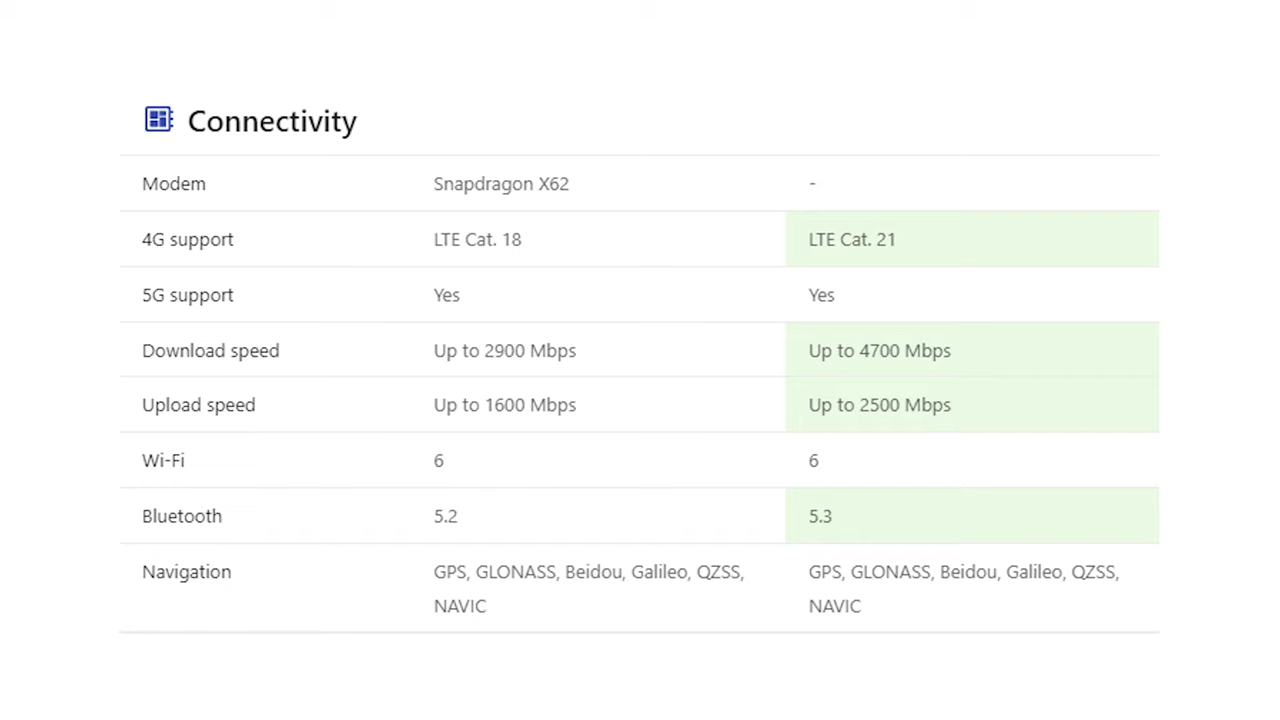 Connectivity
Modem Snapdragon X62 -
4G support LTE Cat. 18 LTE Cat. 21
5G support Yes Yes
Download speed Up to 2900 Mbps Up to 4700 Mbps
Upload speed Up to 1600 Mbps Up to 2500 Mbps
Wi-Fi 6 6
Bluetooth 5.2 5.3
Navigation GPS, GLONASS, Beidou, Galileo, QZSS, GPS, GLONASS, Beidou, Galileo, QZSS,
NAVIC NAVIC